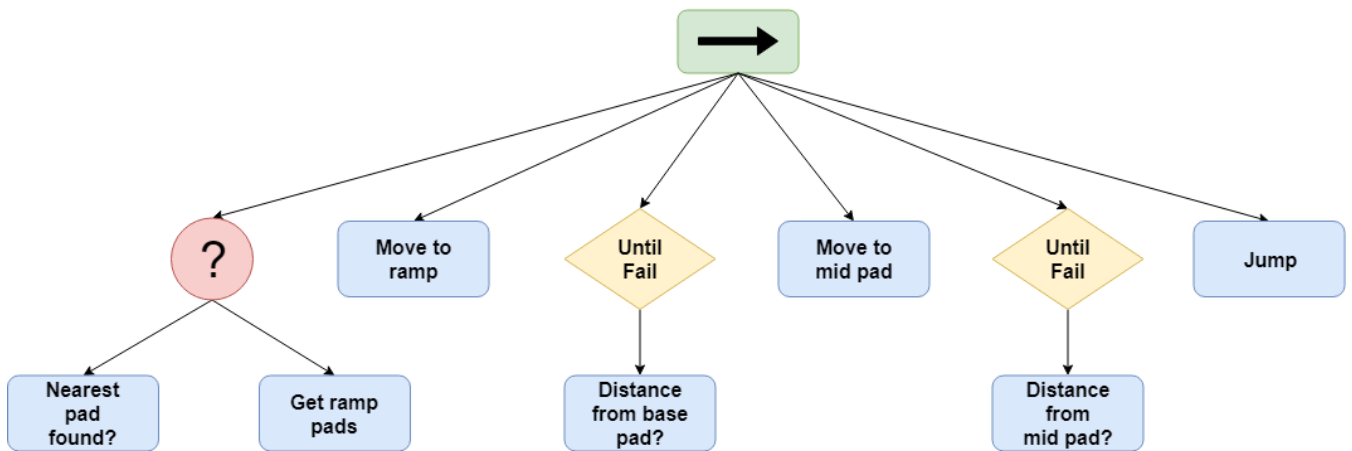 ?
Move to
ramp
Until
Fail
Move to
mid pad
Until
Fail
Jump
Nearest
pad
found?
Get ramp
pads
Distance
from base
pad?
Distance
from
mid pad?